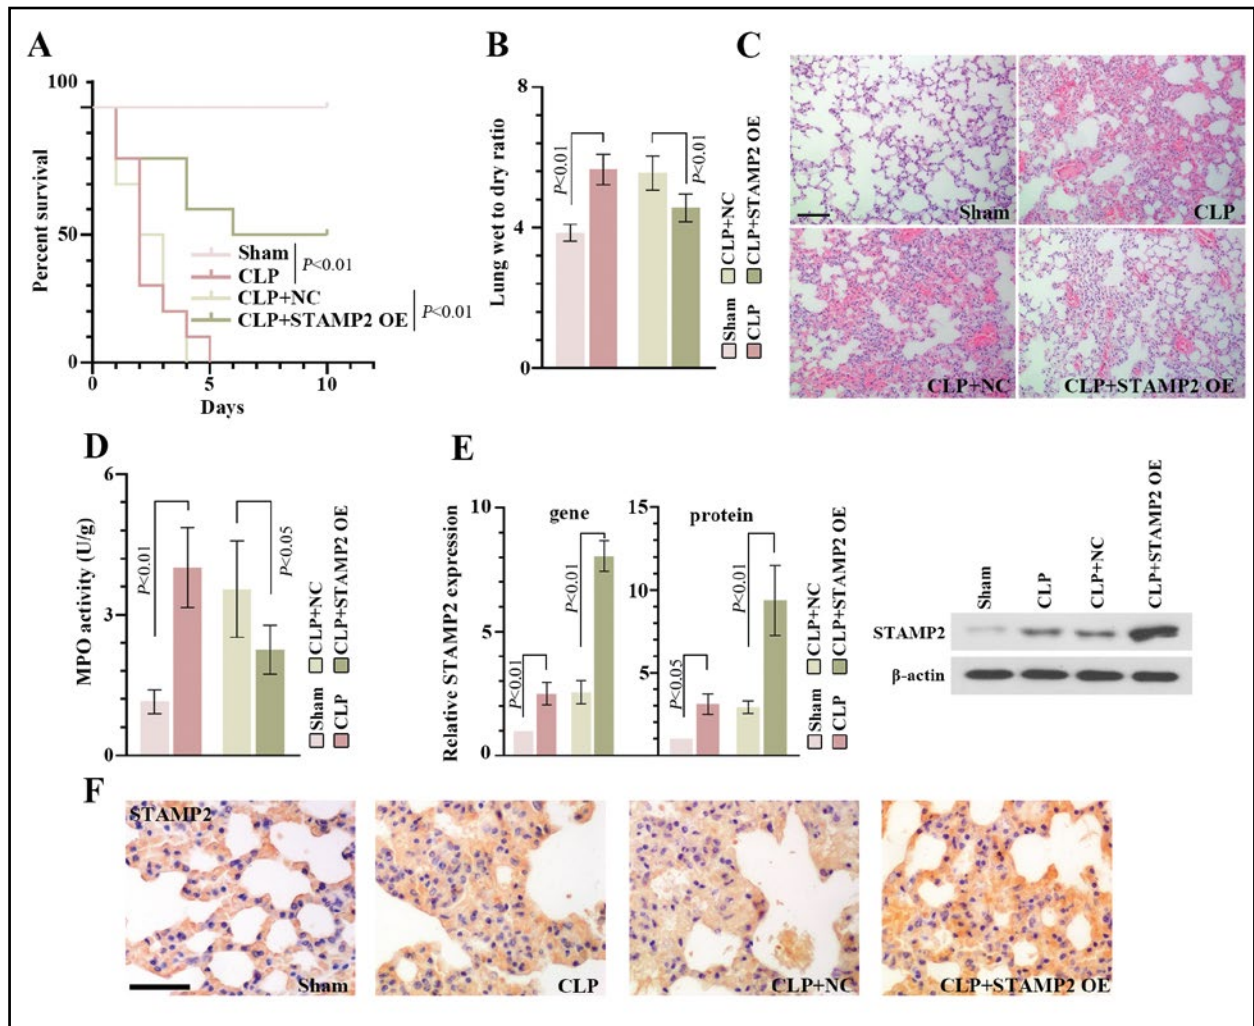 A
100
50
0
Percent survival
0
5
10
Days
Sham
CLP
P<0.01
CLP+NC
CLP+STAMP2 OE
P<0.01
B
8
4
0
Lung wet to dry ratio
P<0.01
P<0.01
CLP+NC
CLP+STAMP2 OE
Sham
CLP
C
Sham
CLP
CLP+NC
CLP+STAMP2 OE
D
6
3
0
MPO activity (U/g)
P<0.01
P<0.05
CLP+NC
CLP+STAMP2 OE
Sham
CLP
E
Relative STAMP2 expression
10
5
0
gene
P<0.01
P<0.01
15
10
5
0
protein
P<0.05
P<0.01
CLP+NC
CLP+STAMP2 OE
Sham
CLP
Sham
CLP
CLP+NC
CLP+STAMP2 OE
STAMP2
β-actin
F
STAMP2
Sham
CLP
CLP+NC
CLP+STAMP2 OE